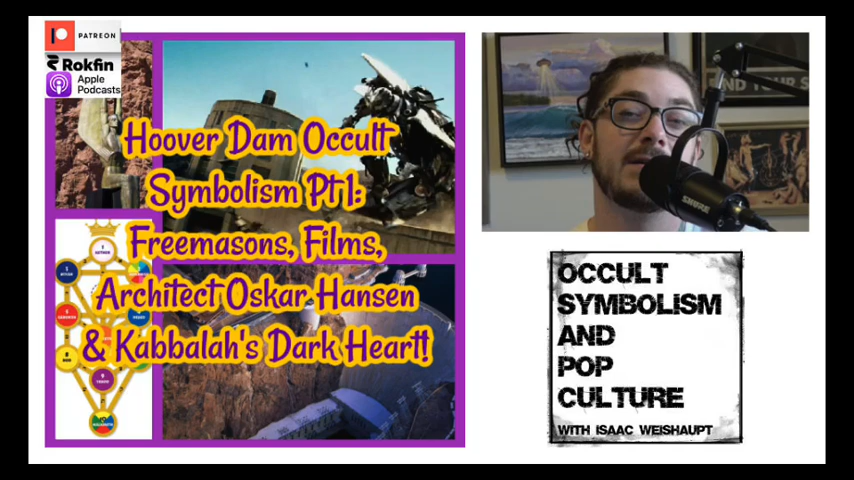 PATREON
Rokfin
Apple
Podcasts
Hoover Dam Occult
Symbolism Pt 1:
Freemasons, Films,
Architect Oskar Hansen
& Kabbalah's Dark Heart!
SHURE
OCCULT
SYMBOLISM
AND
POP
CULTURE
WITH ISAAC WEISHAUPT